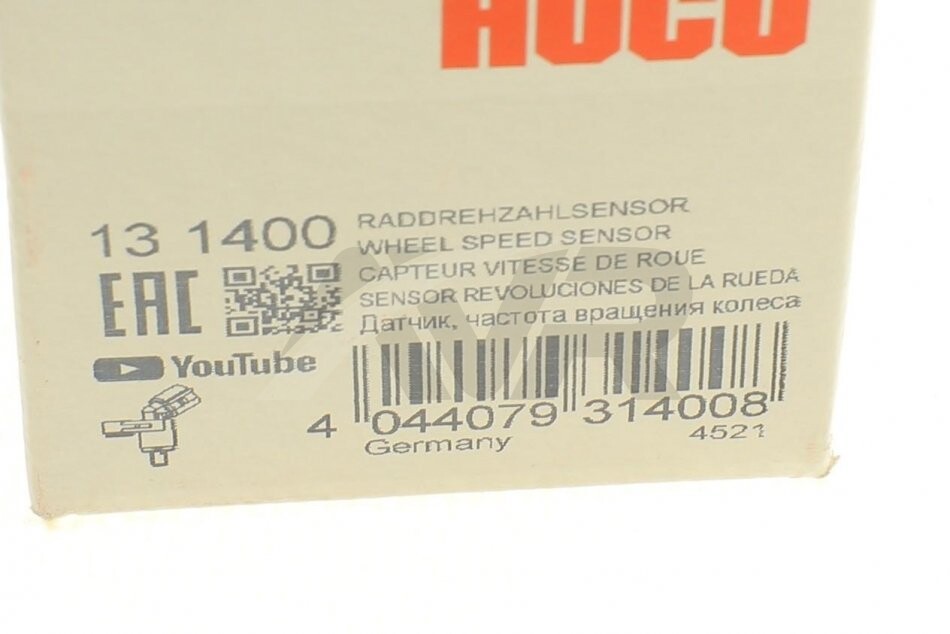 HÜCO
13 1400
RADDREHZAHLSENSOR
WHEEL SPEED SENSOR
CAPTEUR VITESSE DE ROUE
SENSOR REVOLUCIONES DE LA RUEDA
Датчик, частота вращения колеса
EAC
YouTube
4 044079 314008
Germany
4521